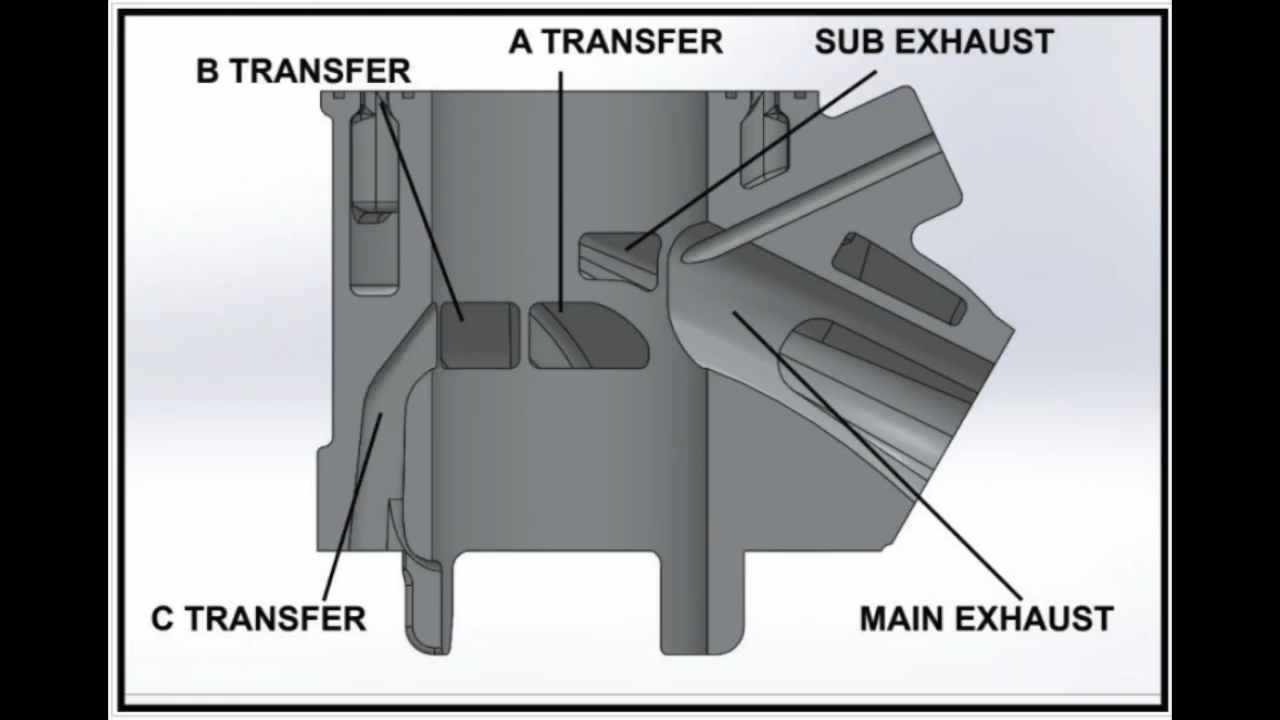 A TRANSFER
SUB EXHAUST
B TRANSFER
C TRANSFER
MAIN EXHAUST